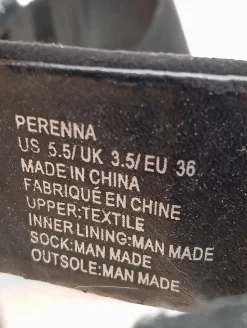 PERENNA
US 5.5/ UK 3.5/ EU 36
MADE IN CHINA
FABRIQUÉ EN CHINE
UPPER:TEXTILE
INNER LINING:MAN MADE
SOCK:MAN MADE
OUTSOLE:MAN MADE